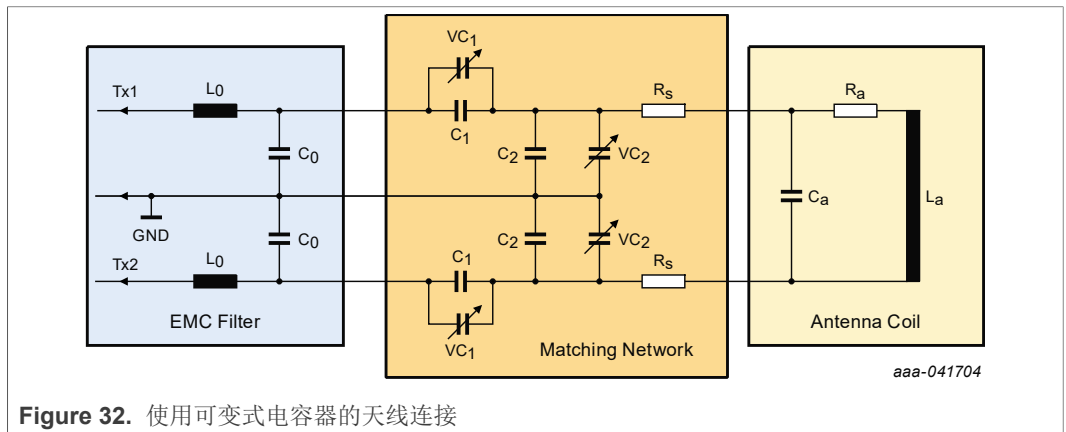 VC1
Tx1
L0
Rs
Ra
C1
C0
C2
VC2
Ca
La
GND
C0
C2
VC2
Tx2
L0
C1
Rs
EMC Filter
VC1
Matching Network
Antenna Coil
aaa-041704
Figure 32. 使用可变式电容器的天线连接